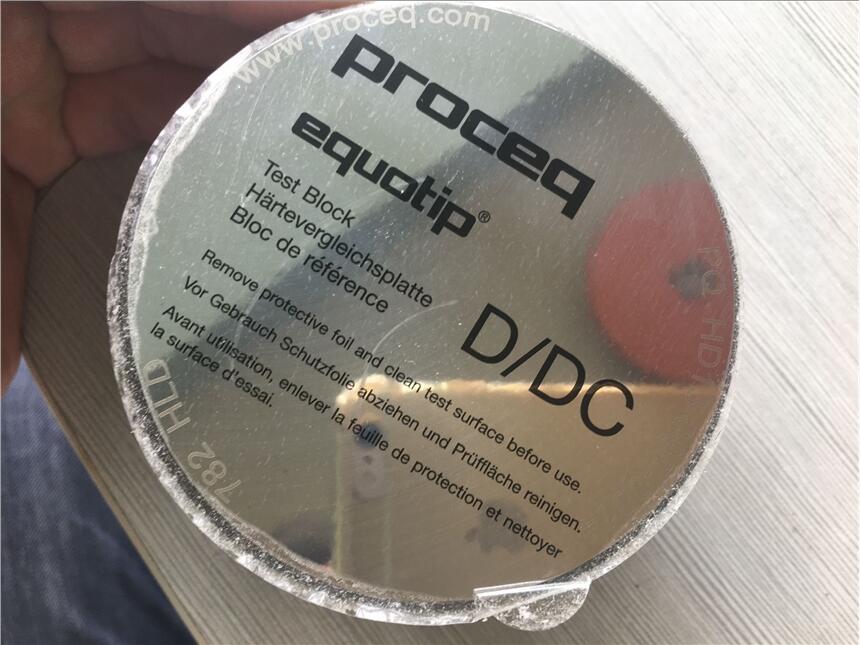 www.proceq.com
proceq
equotip®
Test Block
Härtevergleichsplatte
Bloc de référence
D/DC
Remove protective foil and clean test surface before use.
Vor Gebrauch Schutzfolie abziehen und Prüffläche reinigen.
Avant utilisation, enlever la feuille de protection et nettoyer
la surface d'essai.
782 HLD